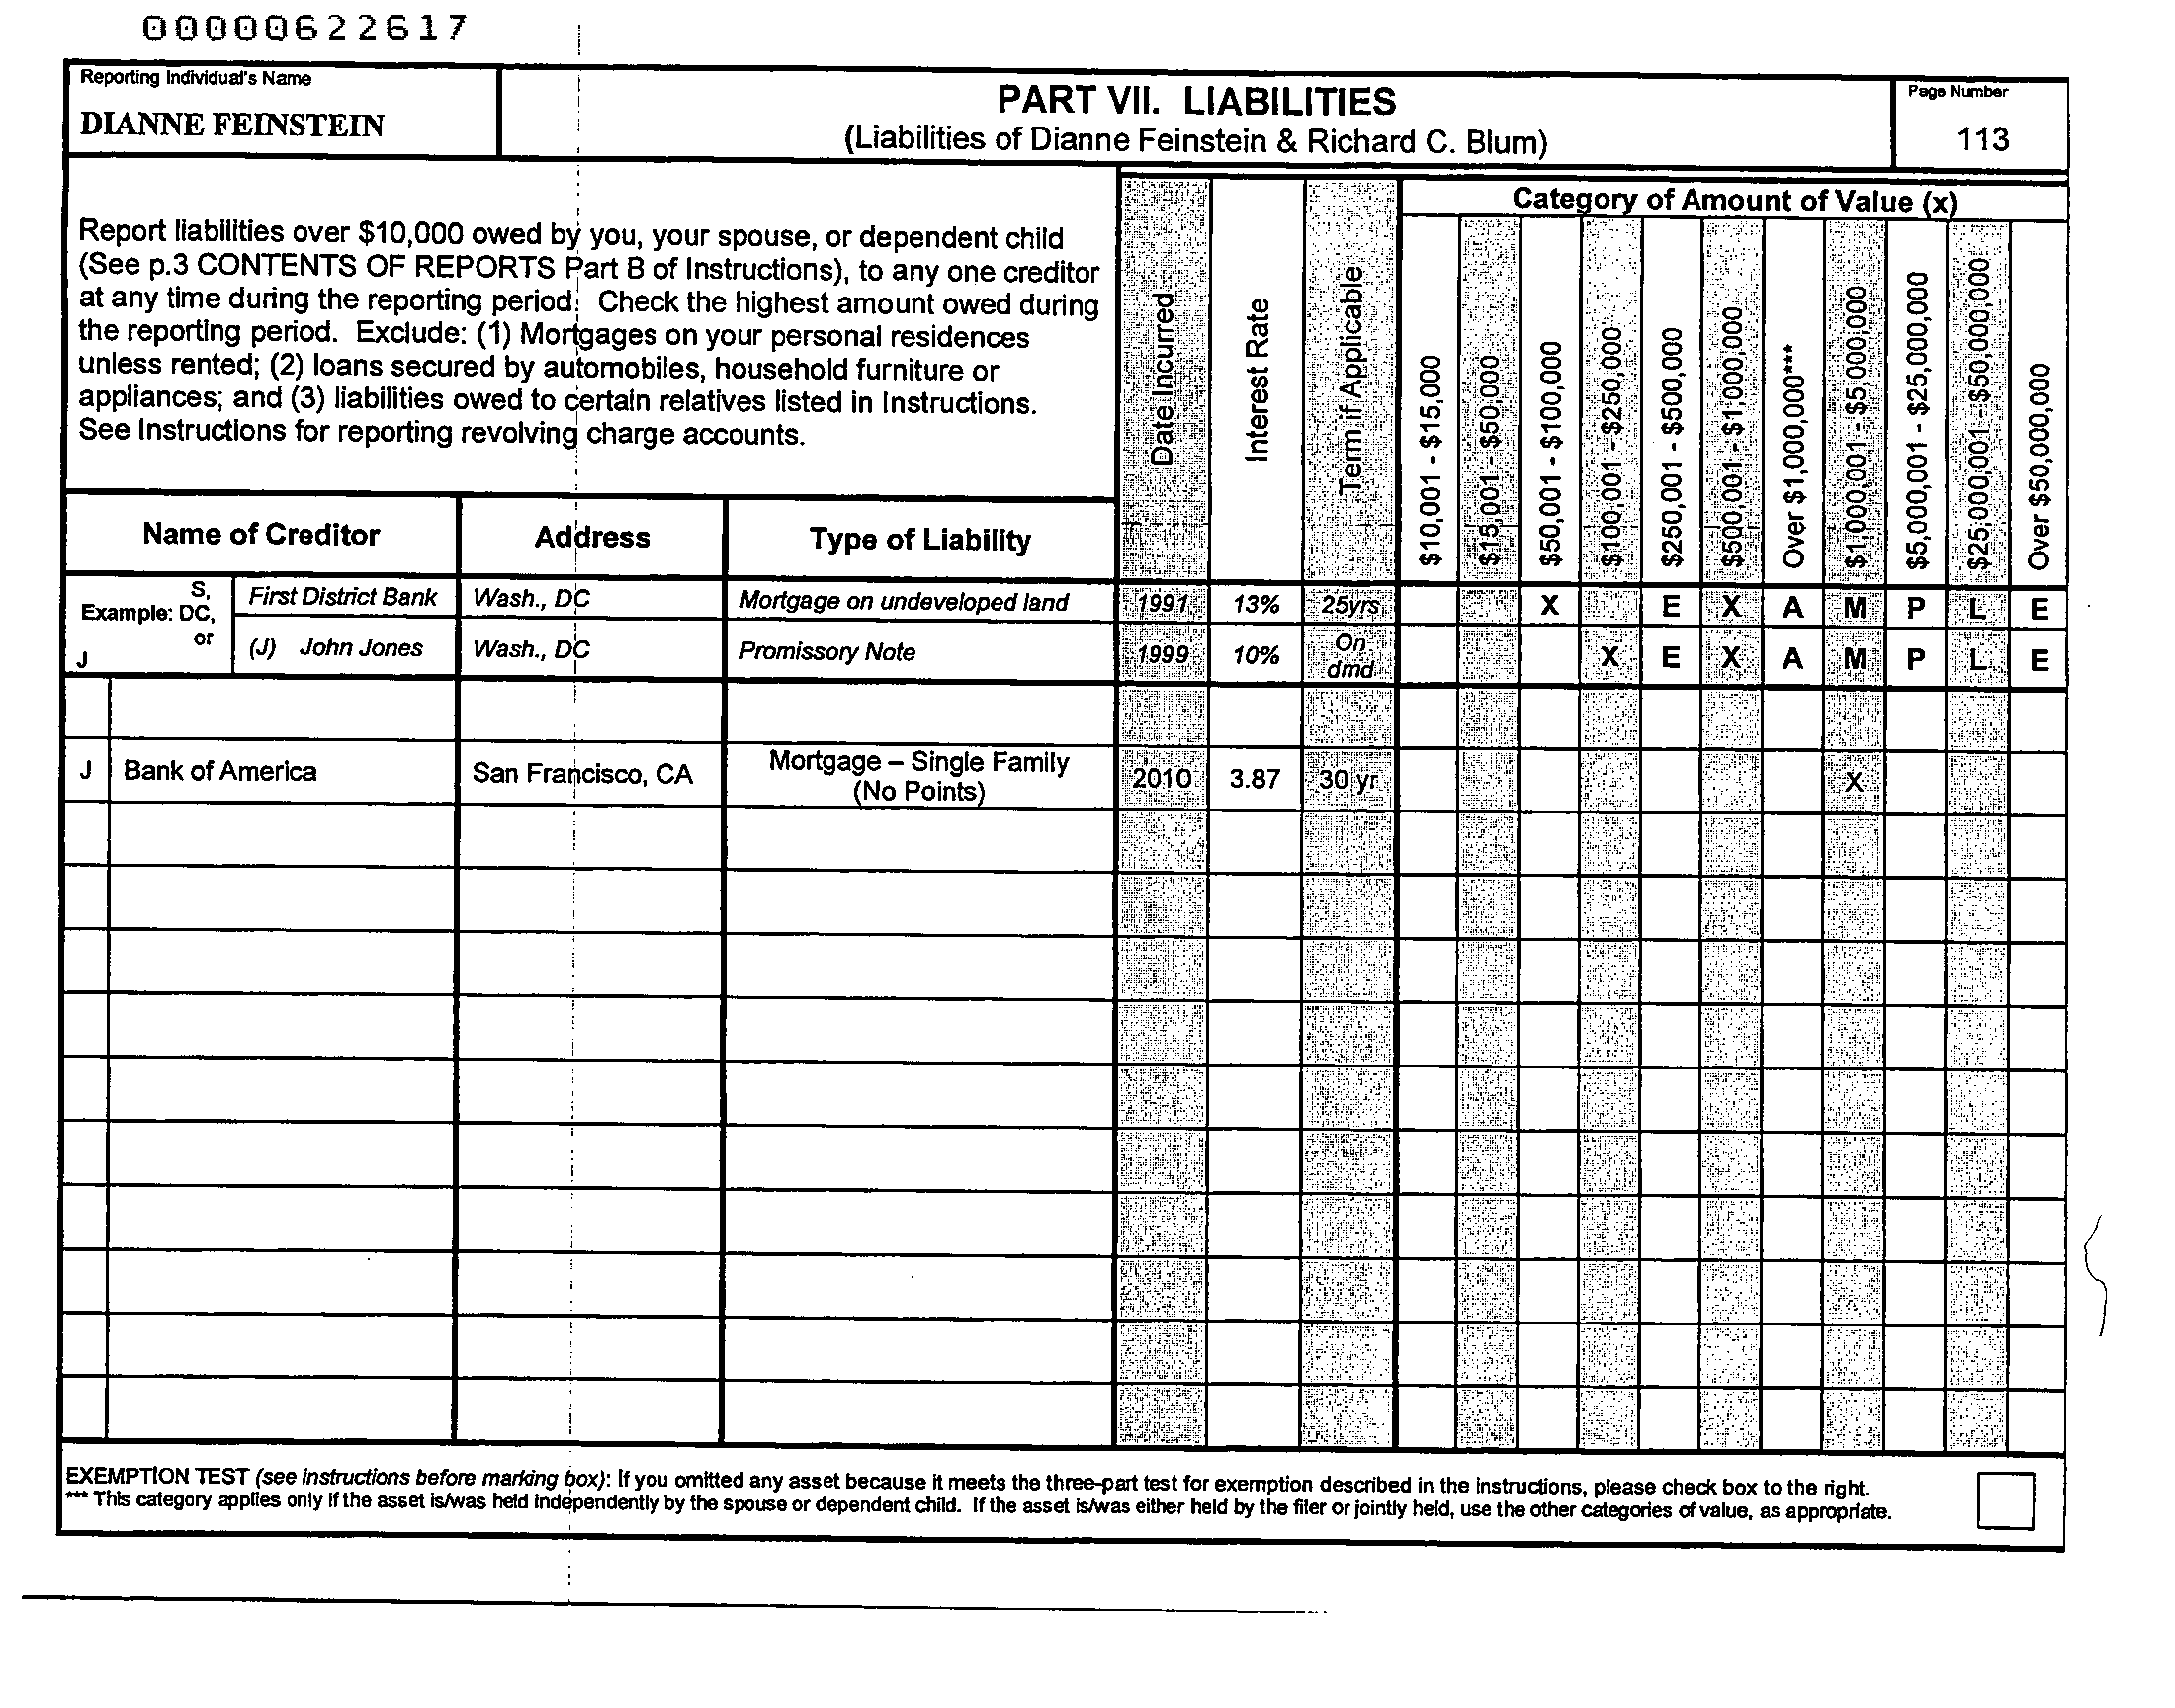 00000622617
Reporting Individual's Name
DIANNE FEINSTEIN
PART VII. LIABILITIES
(Liabilities of Dianne Feinstein & Richard C. Blum)
Page Number
113
Report liabilities over $10,000 owed by you, your spouse, or dependent child
(See p.3 CONTENTS OF REPORTS Part B of Instructions), to any one creditor
at any time during the reporting period. Check the highest amount owed during
the reporting period. Exclude: (1) Mortgages on your personal residences
unless rented; (2) loans secured by automobiles, household furniture or
appliances; and (3) liabilities owed to certain relatives listed in Instructions.
See Instructions for reporting revolving charge accounts.
Date Incurred
Interest Rate
Term if Applicable
Category of Amount of Value (x)
$10,001 - $15,000
$15,001 - $50,000
$50,001 - $100,000
$100,001 - $250,000
$250,001 - $500,000
$500,001 - $1,000,000
Over $1,000,000***
$1,000,001 - $5,000,000
$5,000,001 - $25,000,000
$25,000,001 - $50,000,000
Over $50,000,000
Name of Creditor Address Type of Liability
Example: S, DC, or J
First District Bank Wash., DC Mortgage on undeveloped land 1991 13% 25yrs X E X A M P L E
(J) John Jones Wash., DC Promissory Note 1999 10% On dmd X E X A M P L E
J Bank of America San Francisco, CA Mortgage – Single Family (No Points) 2010 3.87 30 yr X
EXEMPTION TEST (see instructions before marking box): If you omitted any asset because it meets the three-part test for exemption described in the instructions, please check box to the right.
*** This category applies only if the asset is/was held independently by the spouse or dependent child. If the asset is/was either held by the filer or jointly held, use the other categories of value, as appropriate.